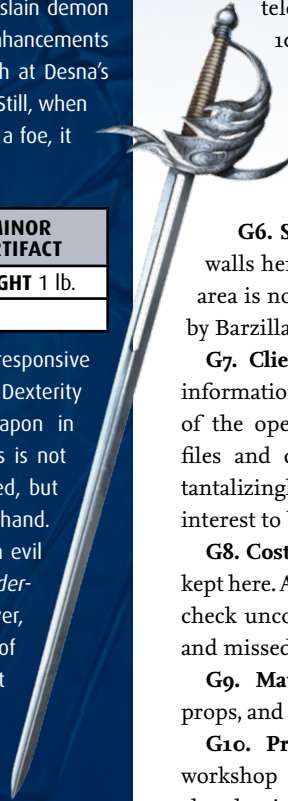 slain demon
nhancements
h at Desna's
Still, when
a foe, it
MINOR
ARTIFACT
GHT 1 lb.
responsive
Dexterity
apon in
s is not
ed, but
hand.
n evil
der-
ver,
of
t
tele
10
G6. S
walls her
area is no
by Barzilla
G7. Clie
information
of the ope
files and c
tantalizingl
interest to
G8. Cost
kept here. A
check unco
and missed
G9. Ma
props, and
G10. Pr
workshop